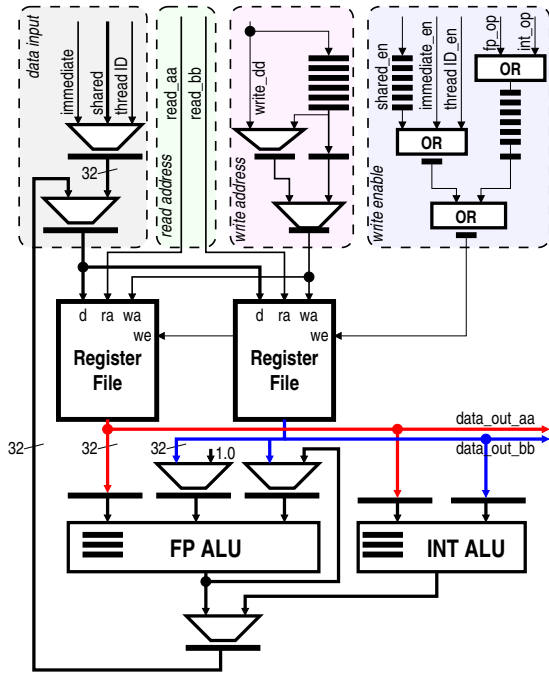 data input
immediate
shared
thread ID
read_aa
read_bb
read address
write_dd
write address
shared_en
immediate_en
thread ID_en
fp_op
int_op
write enable
OR
OR
OR
32
d ra wa
we
Register
File
d ra wa
we
Register
File
data_out_aa
data_out_bb
32
32
32
1.0
FP ALU
INT ALU